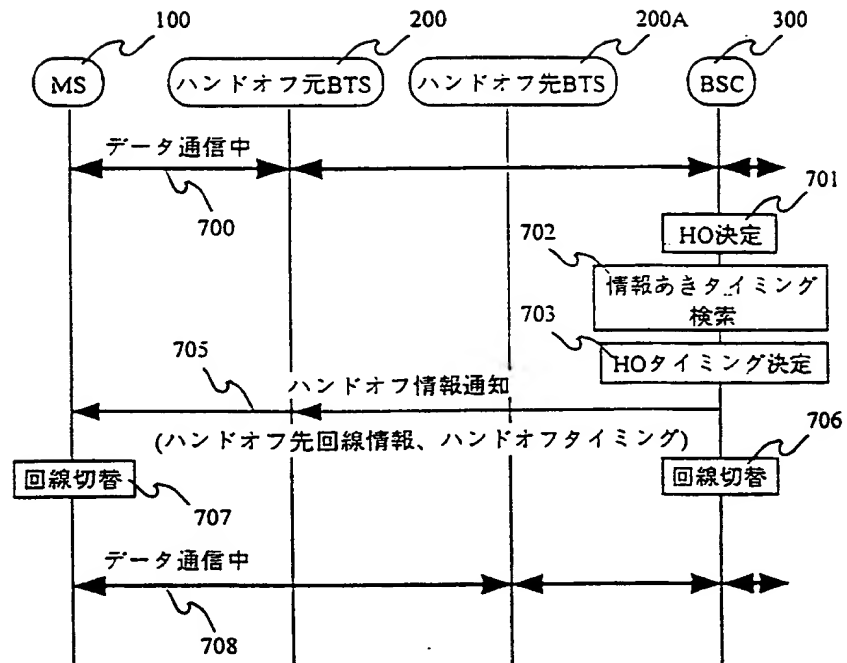 100
200
200A
300
MS
ハンドオフ元BTS
ハンドオフ先BTS
BSC
データ通信中
700
701
HO決定
702
情報あきタイミング
検索
703
HOタイミング決定
705
ハンドオフ情報通知
(ハンドオフ先回線情報、ハンドオフタイミング)
706
回線切替
707
回線切替
データ通信中
708